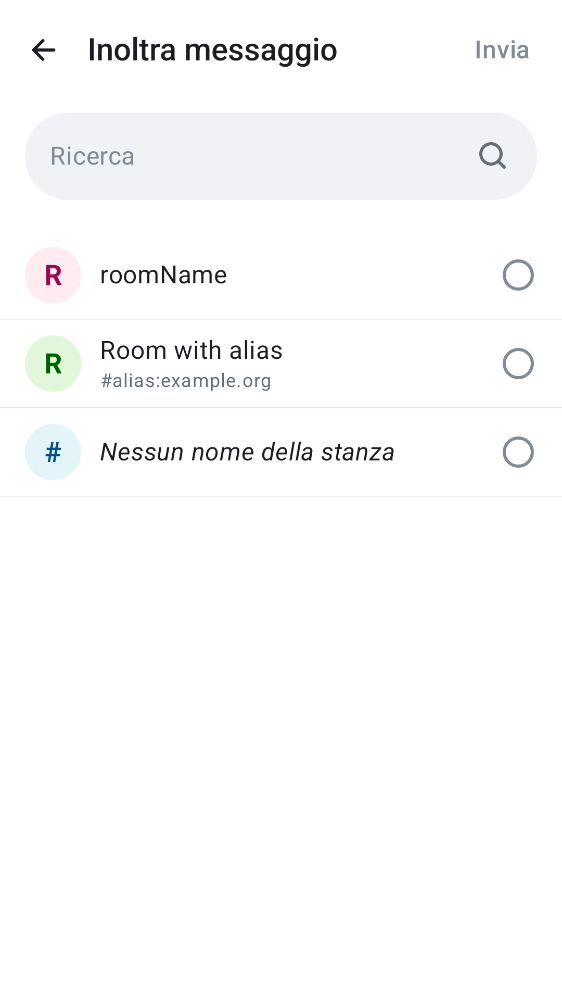 Inoltra messaggio
Invia
Ricerca
R
roomName
R
Room with alias
#alias:example.org
#
Nessun nome della stanza